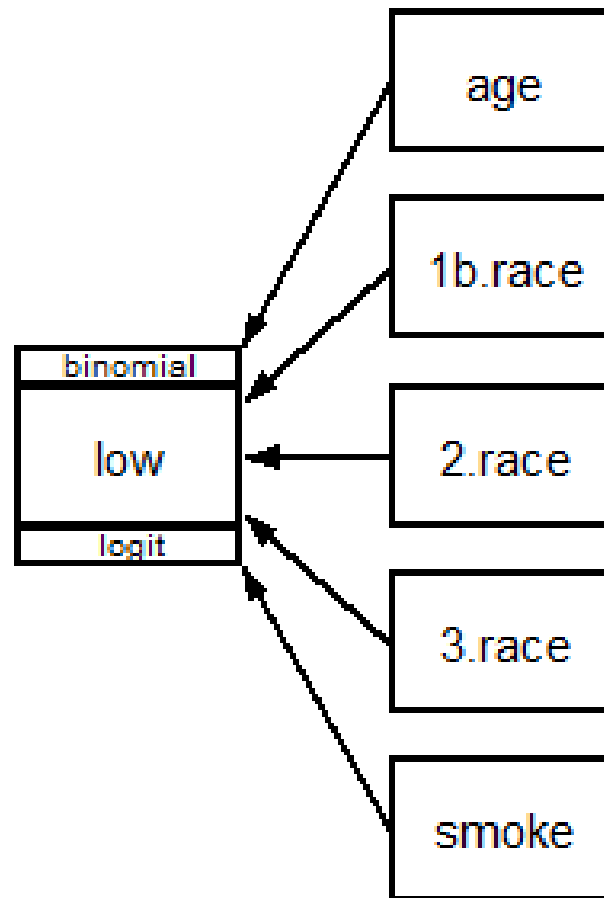 age
1b.race
binomial
low
2.race
logit
3.race
smoke